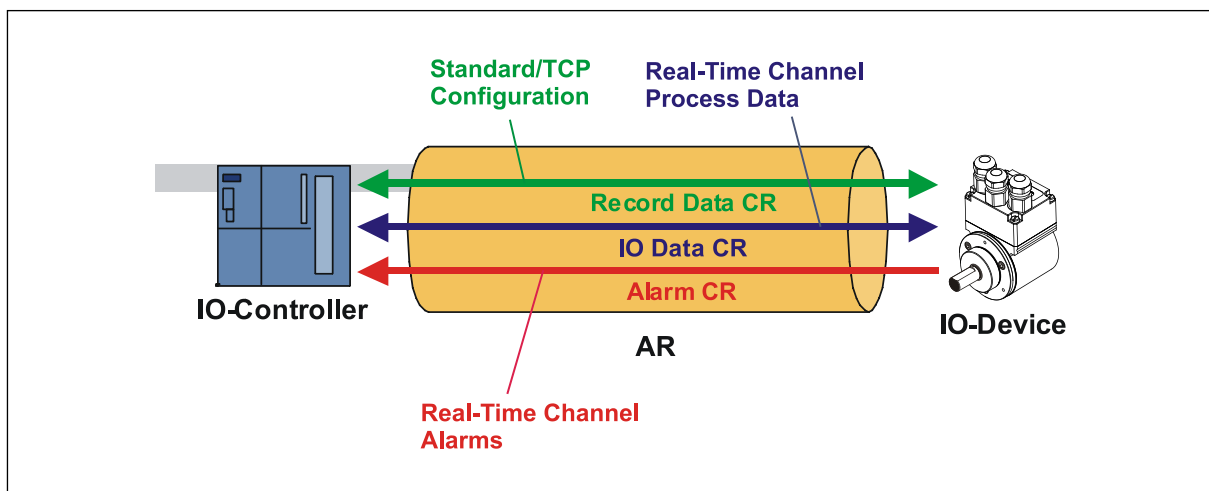 Standard/TCP
Configuration
Real-Time Channel
Process Data
Record Data CR
IO Data CR
Alarm CR
IO-Controller
IO-Device
AR
Real-Time Channel
Alarms